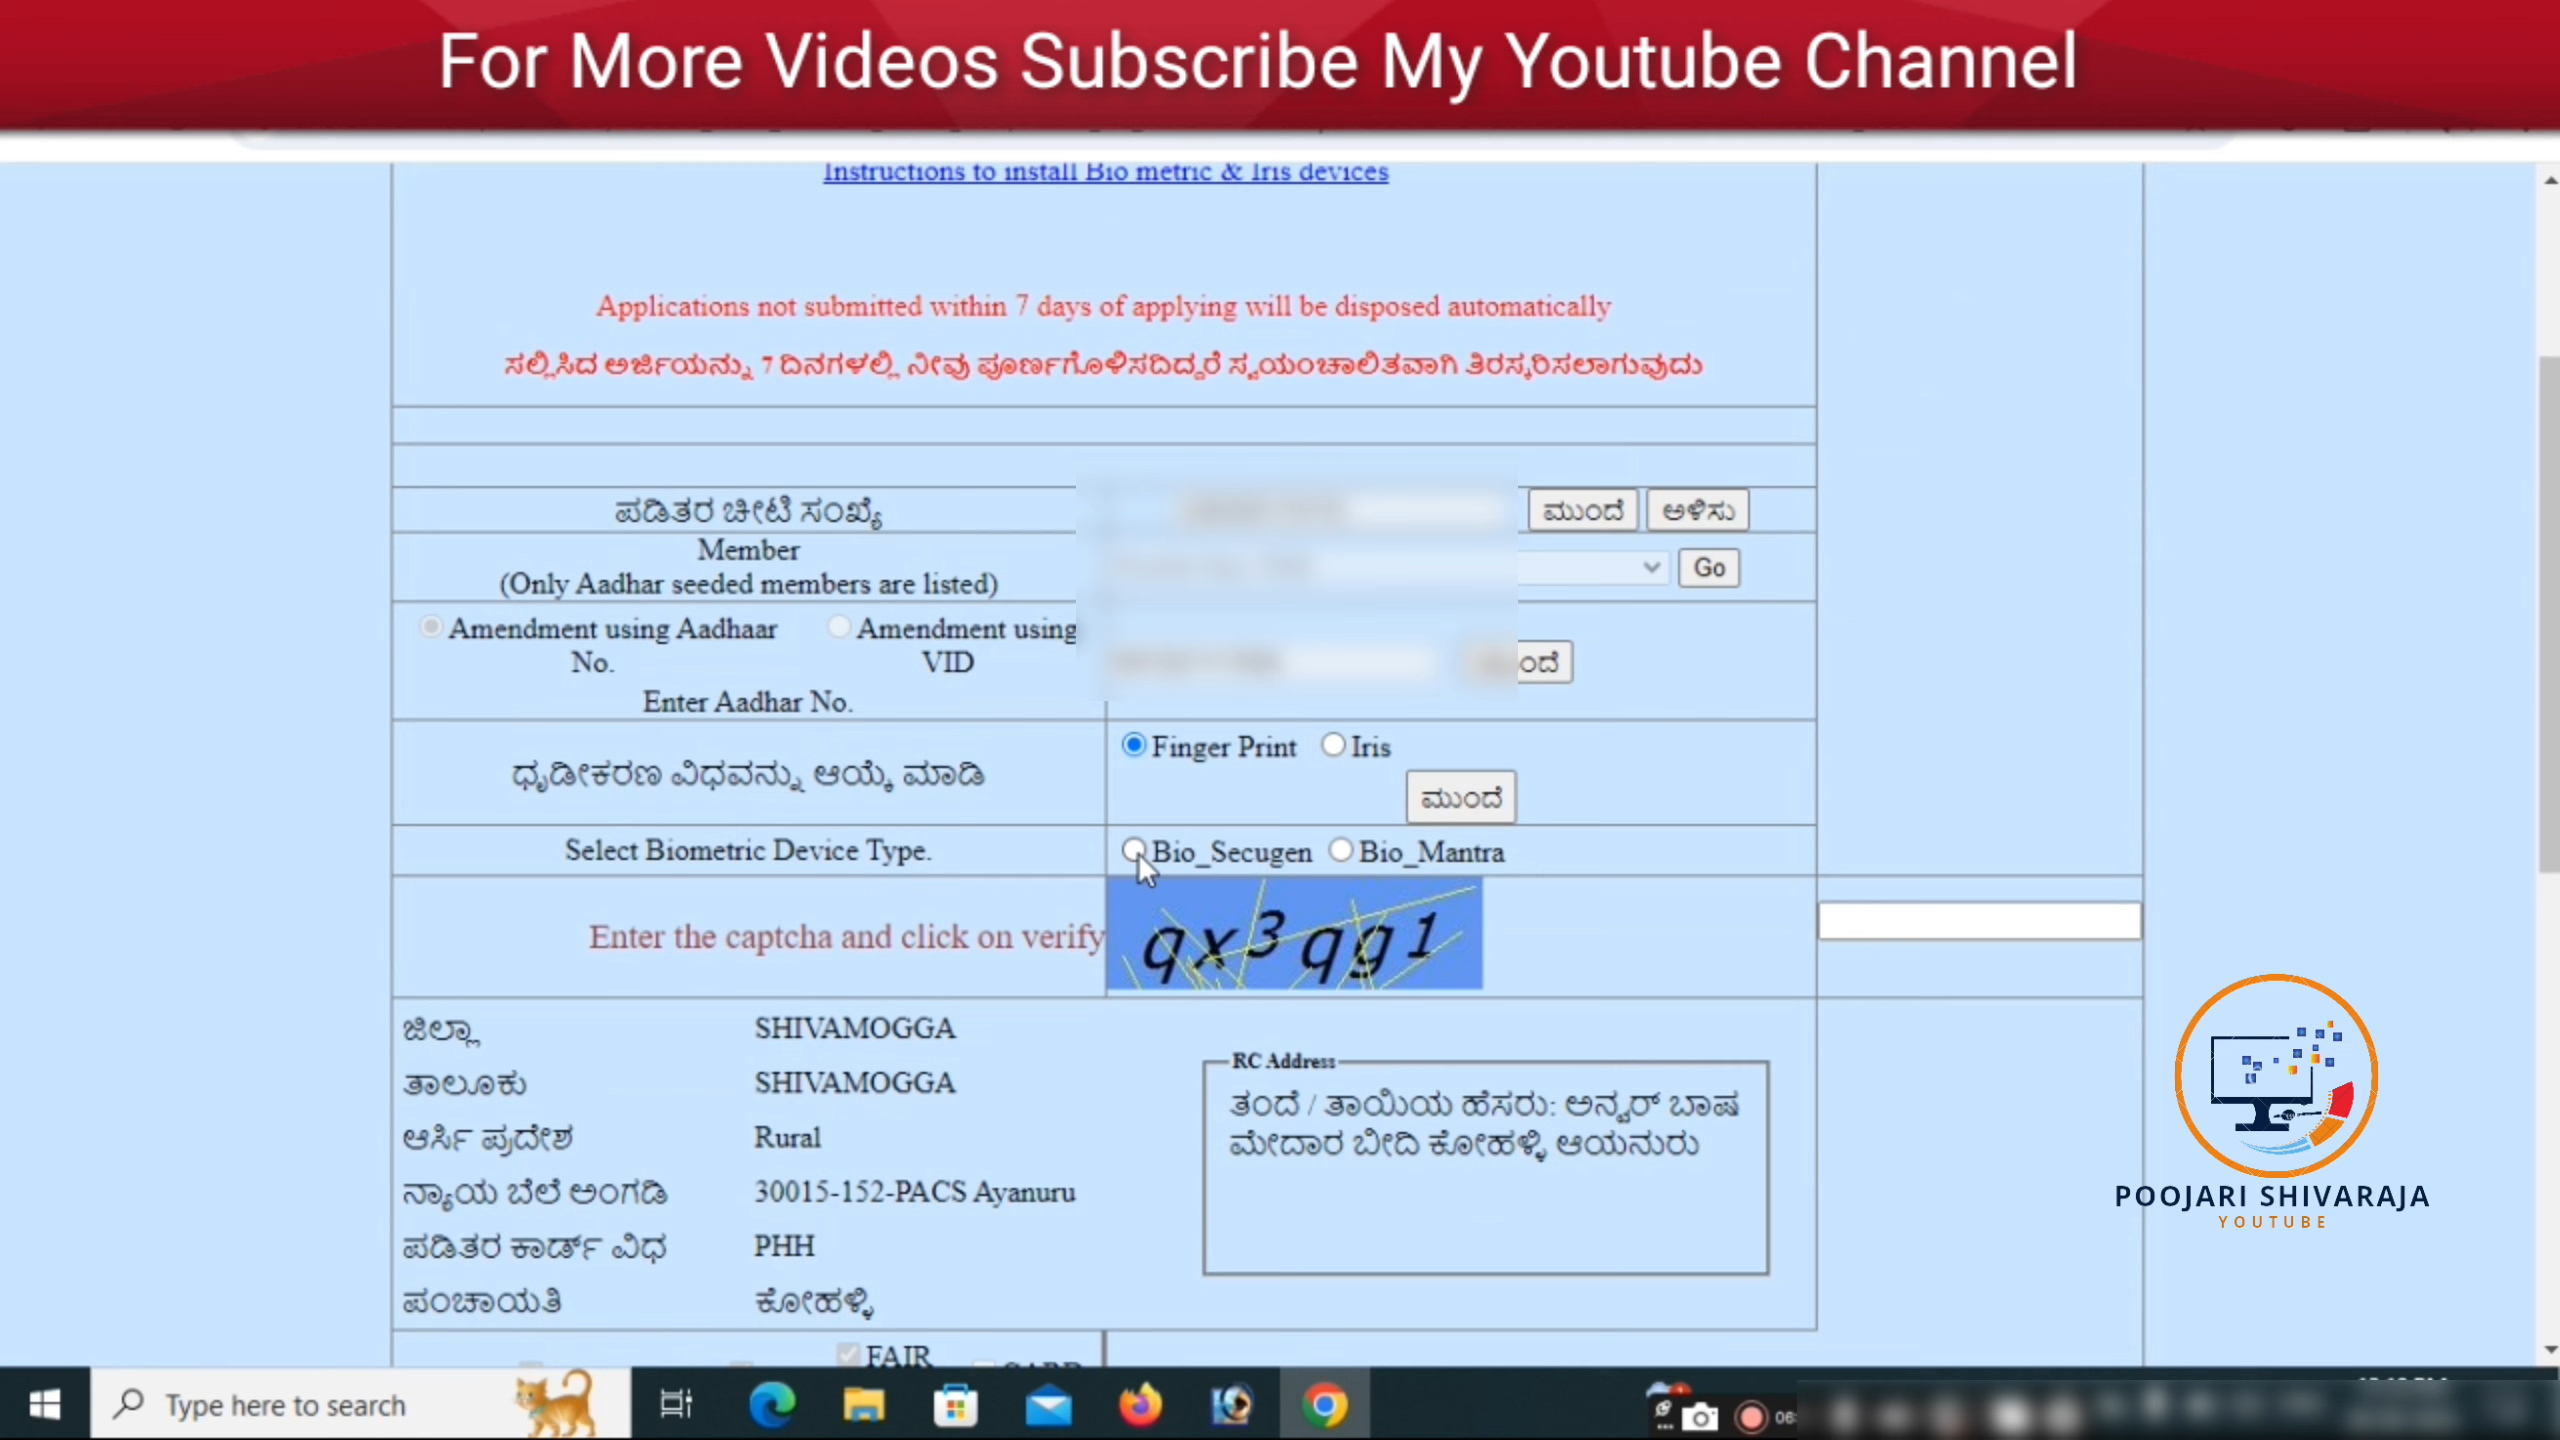 For More Videos Subscribe My Youtube Channel
Instructions to install Bio metric & Iris devices
Applications not submitted within 7 days of applying will be disposed automatically
ಸಲ್ಲಿಸಿದ ಅರ್ಜಿಯನ್ನು 7 ದಿನಗಳಲ್ಲಿ ನೀವು ಪೂರ್ಣಗೊಳಿಸದಿದ್ದರೆ ಸ್ವಯಂಚಾಲಿತವಾಗಿ ತಿರಸ್ಕರಿಸಲಾಗುವುದು
ಪಡಿತರ ಚೀಟಿ ಸಂಖ್ಯೆ ಮುಂದೆ ಅಳಿಸು
Member
(Only Aadhar seeded members are listed) Go
Amendment using Aadhaar No. Amendment using VID
Enter Aadhar No.
ಧೃಡೀಕರಣ ವಿಧವನ್ನು ಆಯ್ಕೆ ಮಾಡಿ
Finger Print Iris
ಮುಂದೆ
Select Biometric Device Type. Bio_Secugen Bio_Mantra
Enter the captcha and click on verify qx3qg1
ಜಿಲ್ಲಾ SHIVAMOGGA
ತಾಲೂಕು SHIVAMOGGA
ಆರ್ಸಿ ಪ್ರದೇಶ Rural
ನ್ಯಾಯ ಬೆಲೆ ಅಂಗಡಿ 30015-152-PACS Ayanuru
ಪಡಿತರ ಕಾರ್ಡ್ ವಿಧ PHH
ಪಂಚಾಯತಿ ಕೋಹಳ್ಳಿ
RC Address
ತಂದೆ / ತಾಯಿಯ ಹೆಸರು: ಅನ್ವರ್ ಬಾಷ
ಮೇದಾರ ಬೀದಿ ಕೋಹಳ್ಳಿ ಆಯನುರು
POOJARI SHIVARAJA
YOUTUBE
FAIR
Type here to search